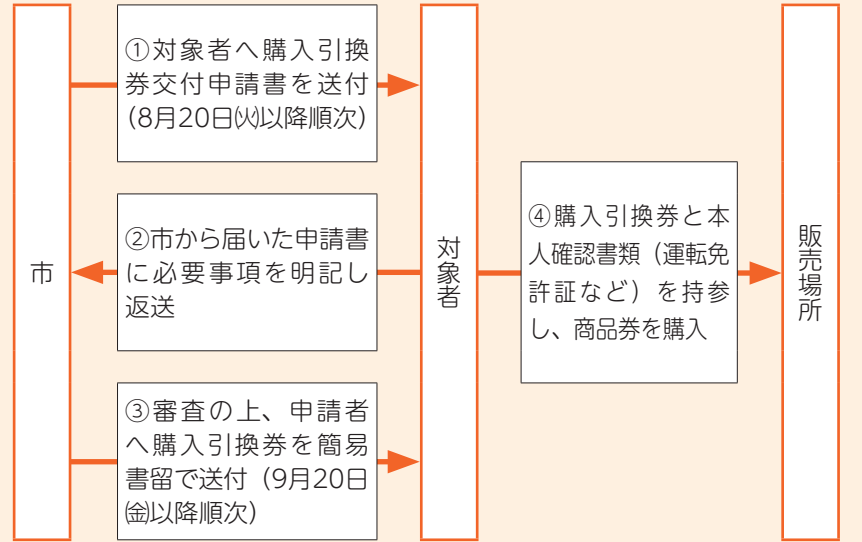 市
①対象者へ購入引換
券交付申請書を送付
（8月20日㈫以降順次）
②市から届いた申請書
に必要事項を明記し
返送
③審査の上、申請者
へ購入引換券を簡易
書留で送付（9月20日
㈮以降順次）
対象者
④購入引換券と本
人確認書類（運転免
許証など）を持参
し、商品券を購入
販売場所